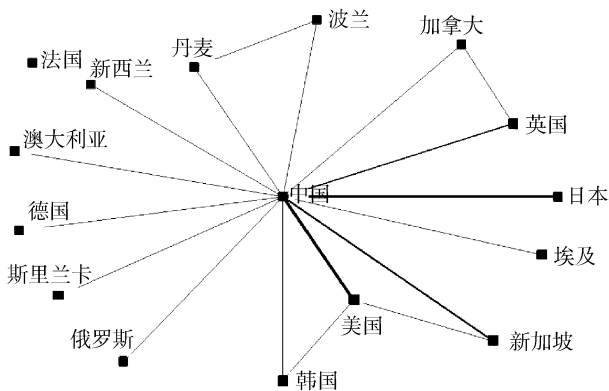 波兰
加拿大
丹麦
法国
新西兰
英国
澳大利亚
中国
日本
德国
埃及
斯里兰卡
美国
俄罗斯
新加坡
韩国